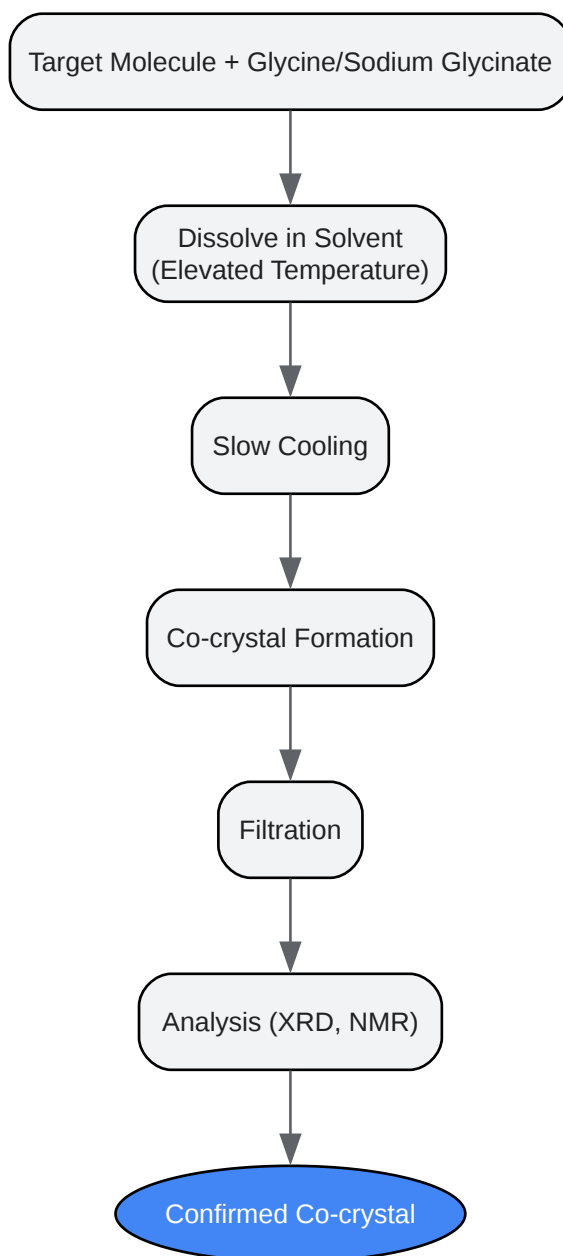 Target Molecule + Glycine/Sodium Glycinate
Dissolve in Solvent
(Elevated Temperature)
Slow Cooling
Co-crystal Formation
Filtration
Analysis (XRD, NMR)
Confirmed Co-crystal